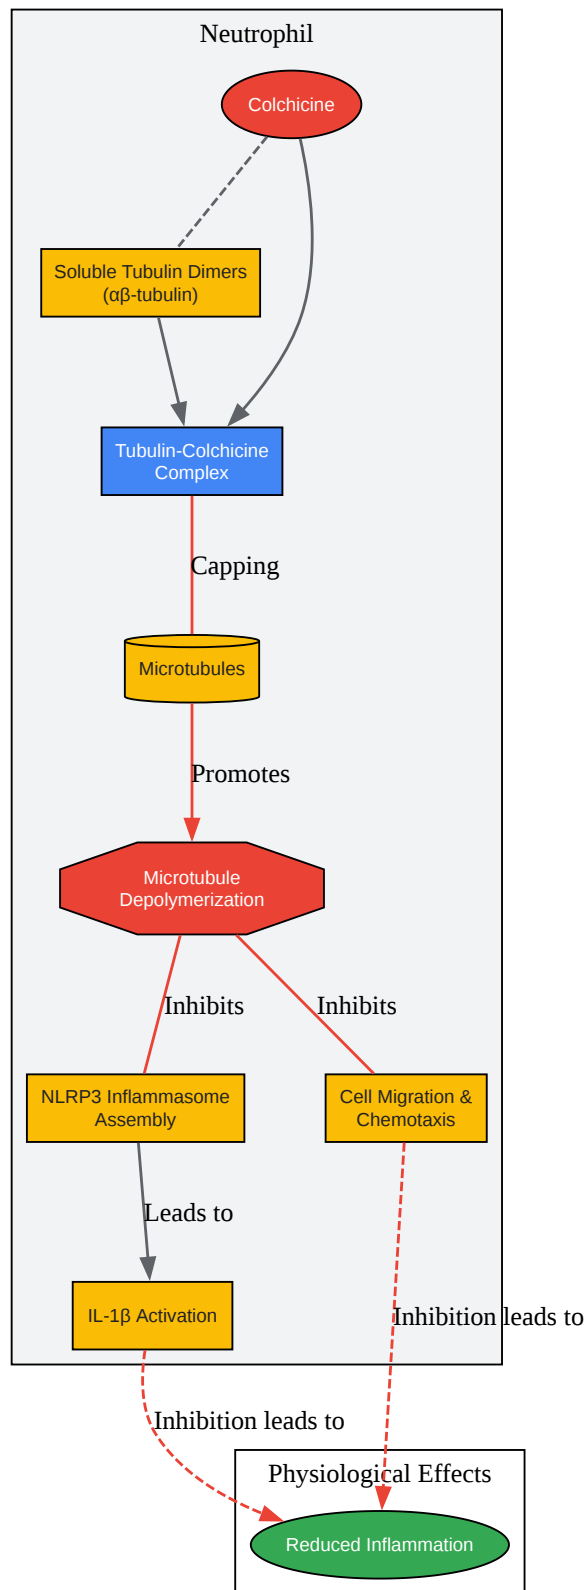 Neutrophil
Colchicine
Soluble Tubulin Dimers
(αβ-tubulin)
Tubulin-Colchicine
Complex
Capping
Microtubules
Promotes
Microtubule
Depolymerization
Inhibits
Inhibits
NLRP3 Inflammasome
Assembly
Cell Migration &
Chemotaxis
Leads to
IL-1β Activation
Inhibition leads to
Inhibition leads to
Physiological Effects
Reduced Inflammation